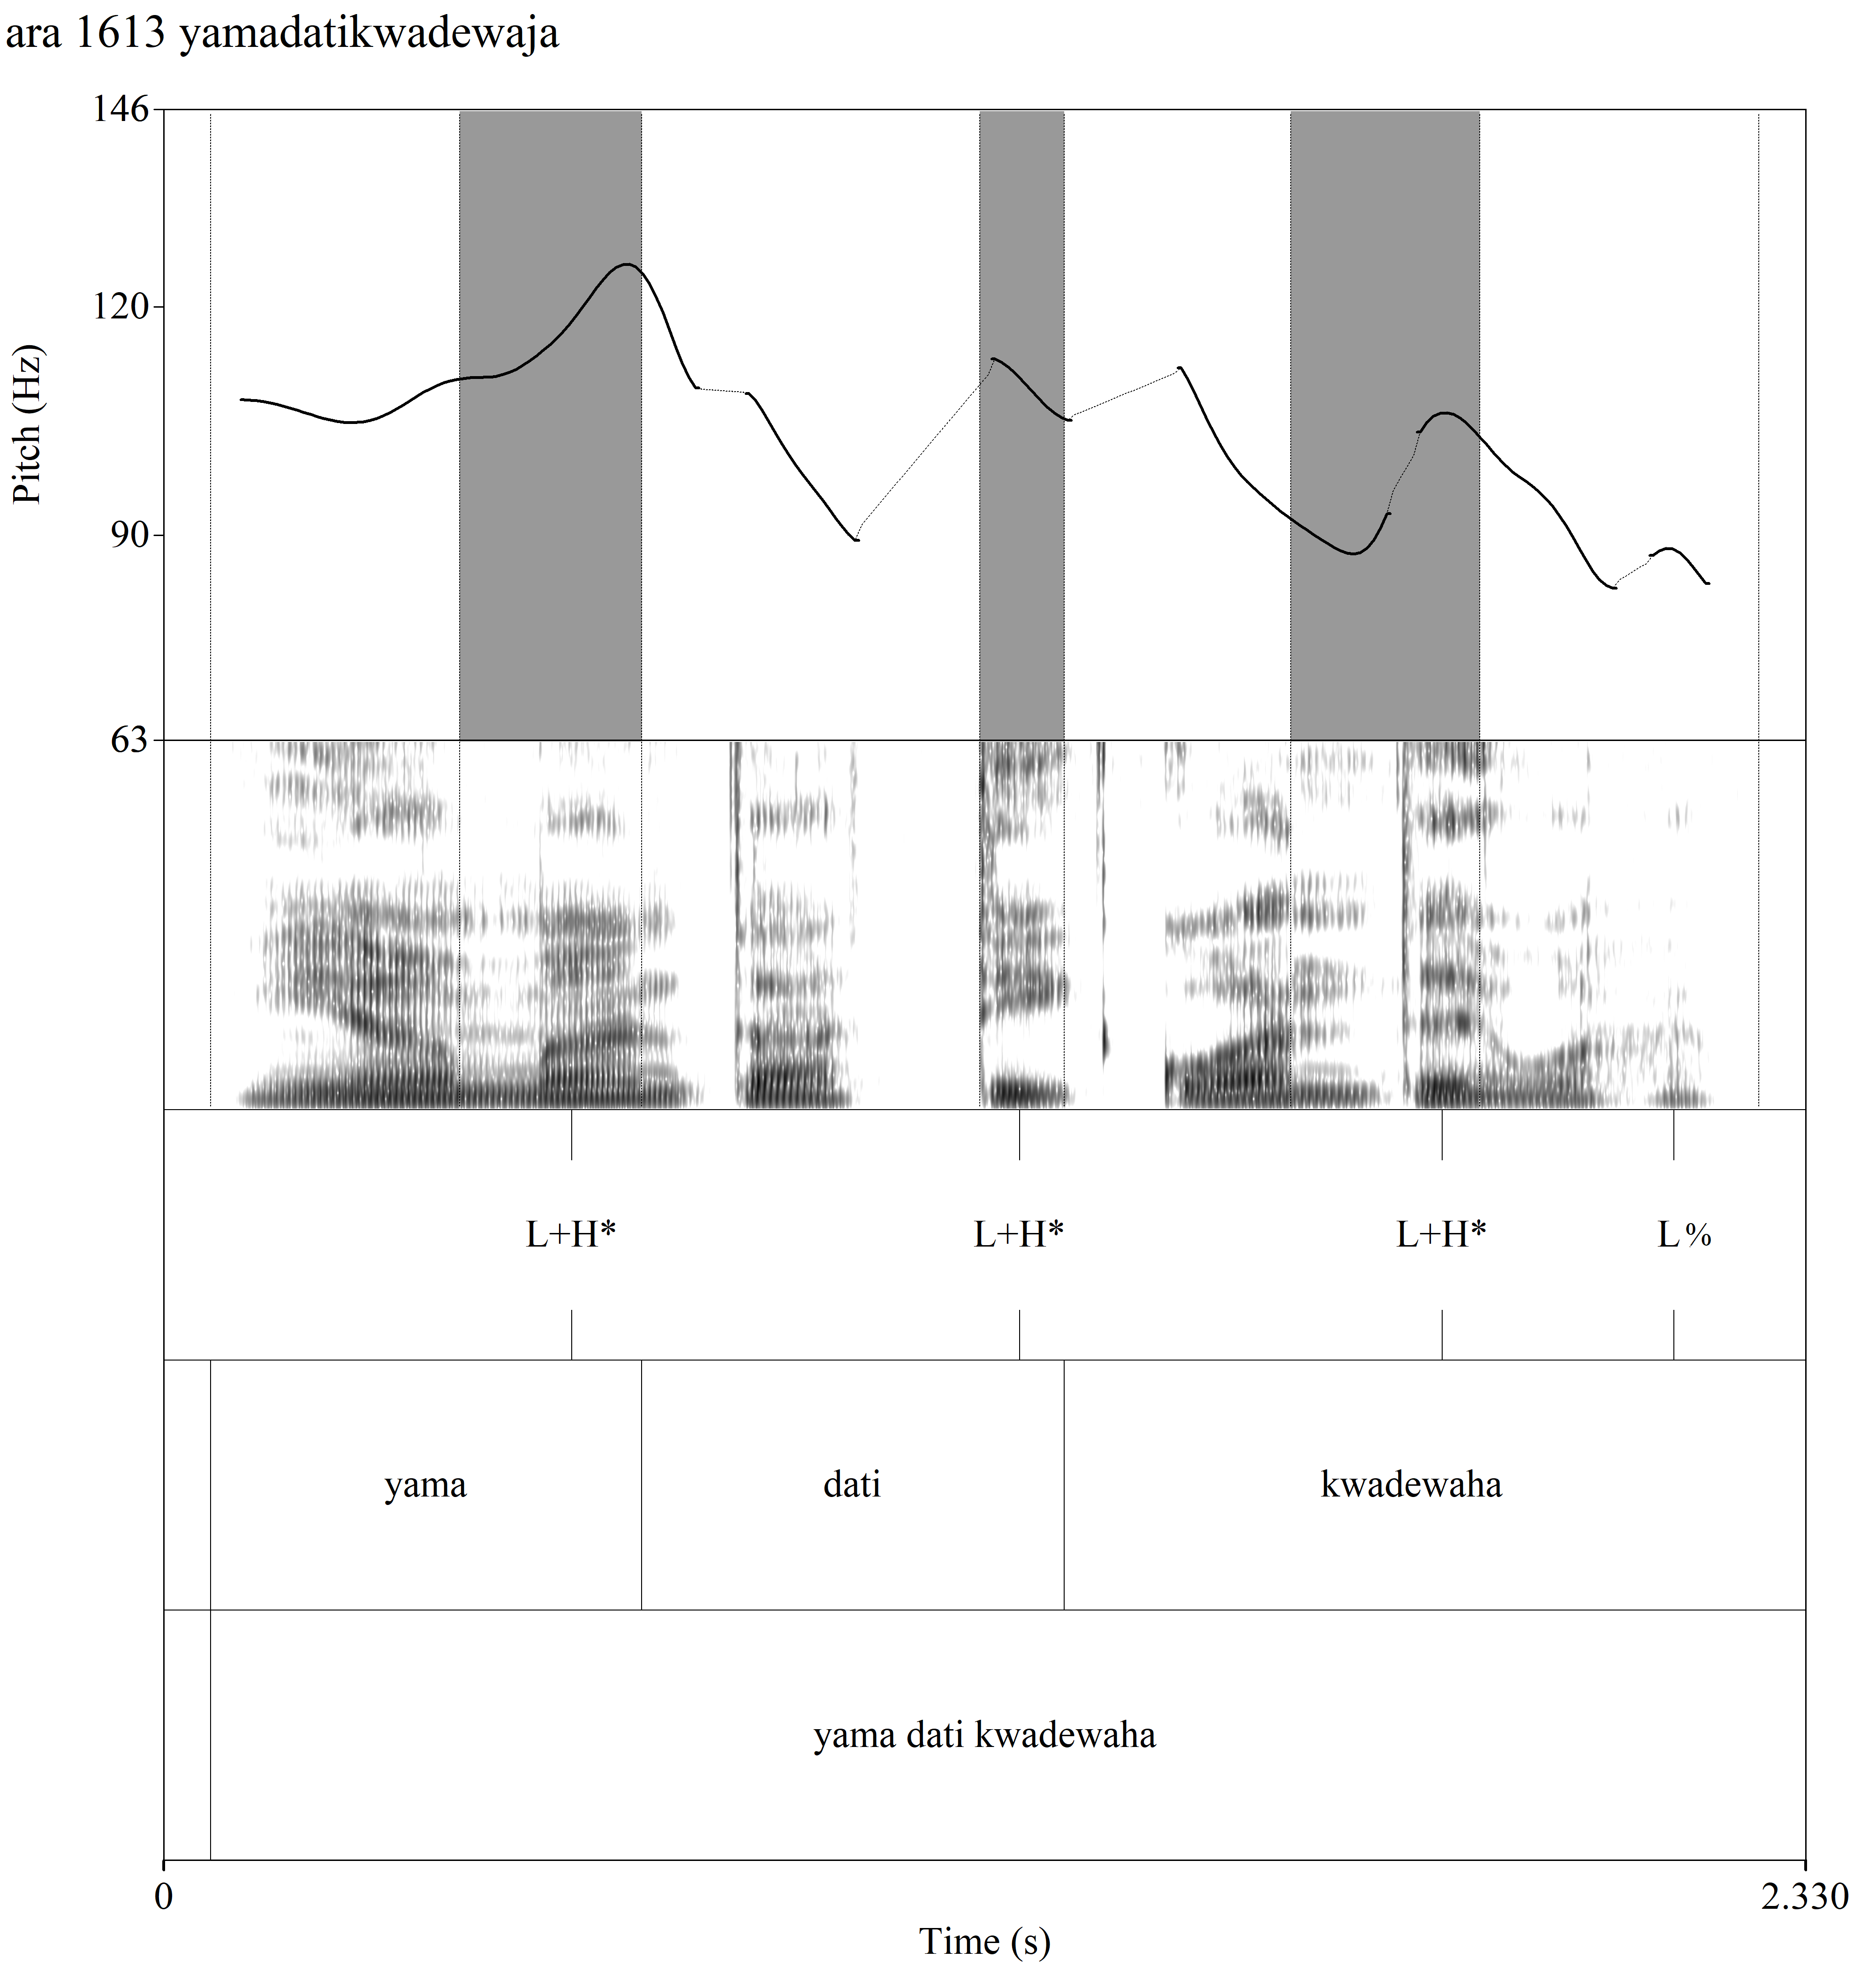 ara 1613 yamadatikwadewaja
146
120
90
63
Pitch (Hz)
L+H* L+H* L+H* L%
yama dati kwadewaha
yama dati kwadewaha
0 2.330
Time (s)